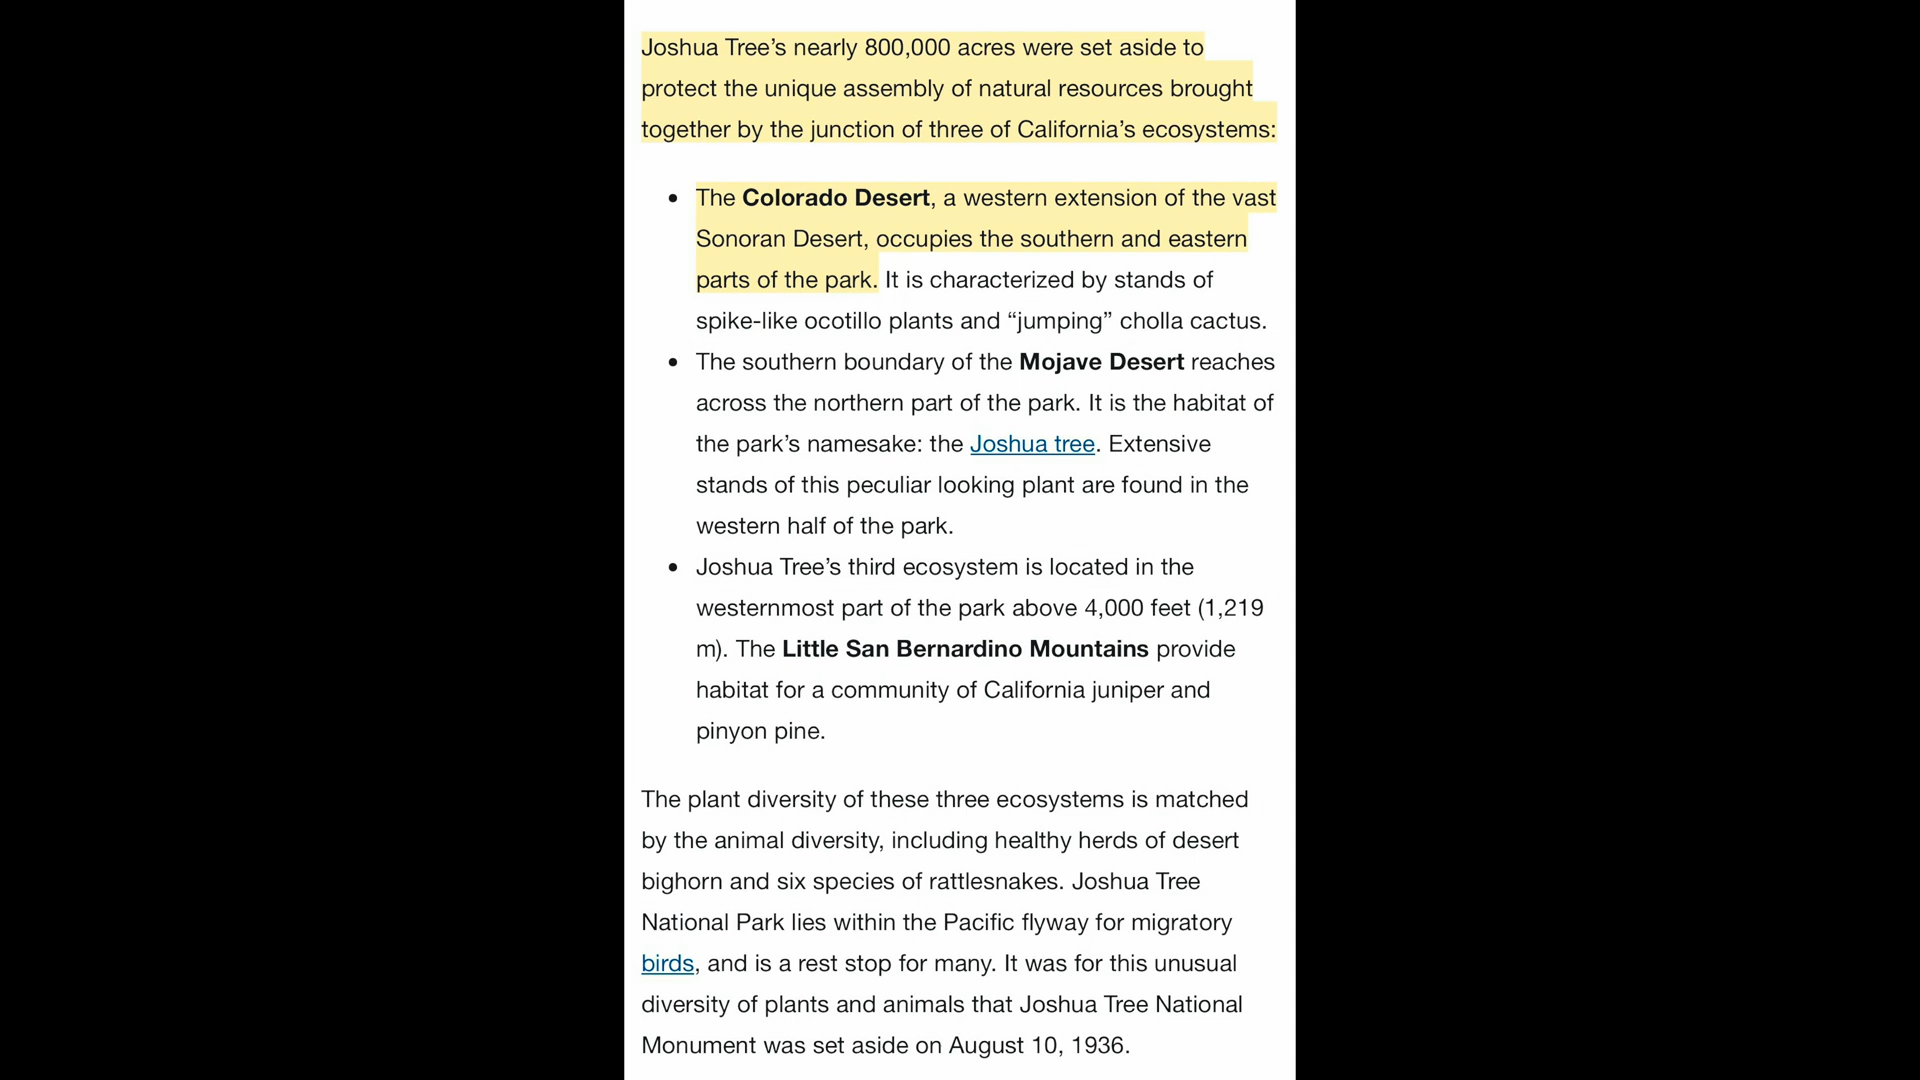 Joshua Tree’s nearly 800,000 acres were set aside to
protect the unique assembly of natural resources brought
together by the junction of three of California’s ecosystems:
• The Colorado Desert, a western extension of the vast
Sonoran Desert, occupies the southern and eastern
parts of the park. It is characterized by stands of
spike-like ocotillo plants and “jumping” cholla cactus.
• The southern boundary of the Mojave Desert reaches
across the northern part of the park. It is the habitat of
the park’s namesake: the Joshua tree. Extensive
stands of this peculiar looking plant are found in the
western half of the park.
• Joshua Tree’s third ecosystem is located in the
westernmost part of the park above 4,000 feet (1,219
m). The Little San Bernardino Mountains provide
habitat for a community of California juniper and
pinyon pine.
The plant diversity of these three ecosystems is matched
by the animal diversity, including healthy herds of desert
bighorn and six species of rattlesnakes. Joshua Tree
National Park lies within the Pacific flyway for migratory
birds, and is a rest stop for many. It was for this unusual
diversity of plants and animals that Joshua Tree National
Monument was set aside on August 10, 1936.